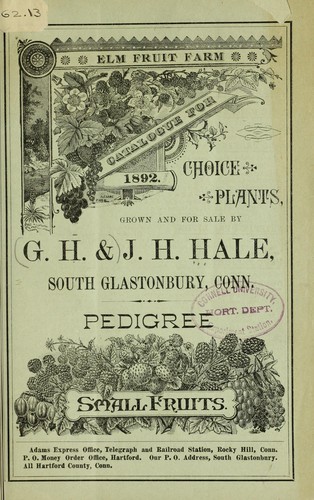 62.13
ELM FRUIT FARM
CATALOGUE FOR
1892.
CHOICE
PLANTS,
GROWN AND FOR SALE BY
(G. H. &) J. H. HALE,
SOUTH GLASTONBURY, CONN.
CORNELL UNIVERSITY,
HORT. DEPT.
PEDIGREE
SMALL FRUITS.
Adams Express Office, Telegraph and Railroad Station, Rocky Hill, Conn.
P. O. Money Order Office, Hartford. Our P. O. Address, South Glastonbury.
All Hartford County, Conn.